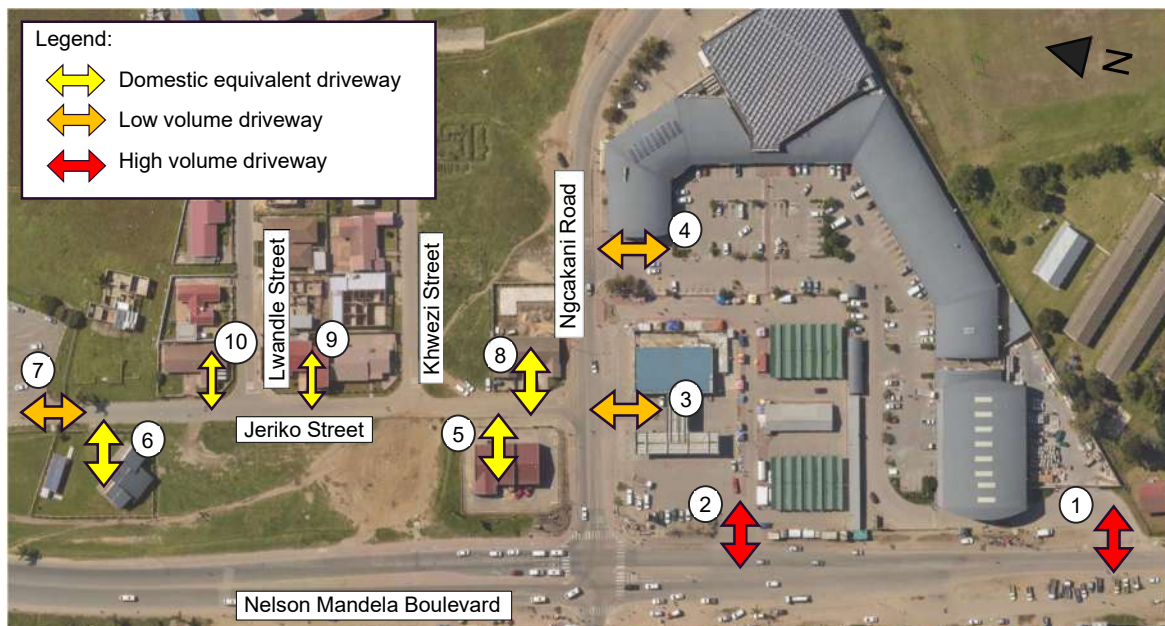 Legend:
Domestic equivalent driveway
Low volume driveway
High volume driveway
N
Ngcakani Road
4
Lwandle Street
Khwezi Street
10
9
8
7
3
Jeriko Street
5
6
2
1
Nelson Mandela Boulevard